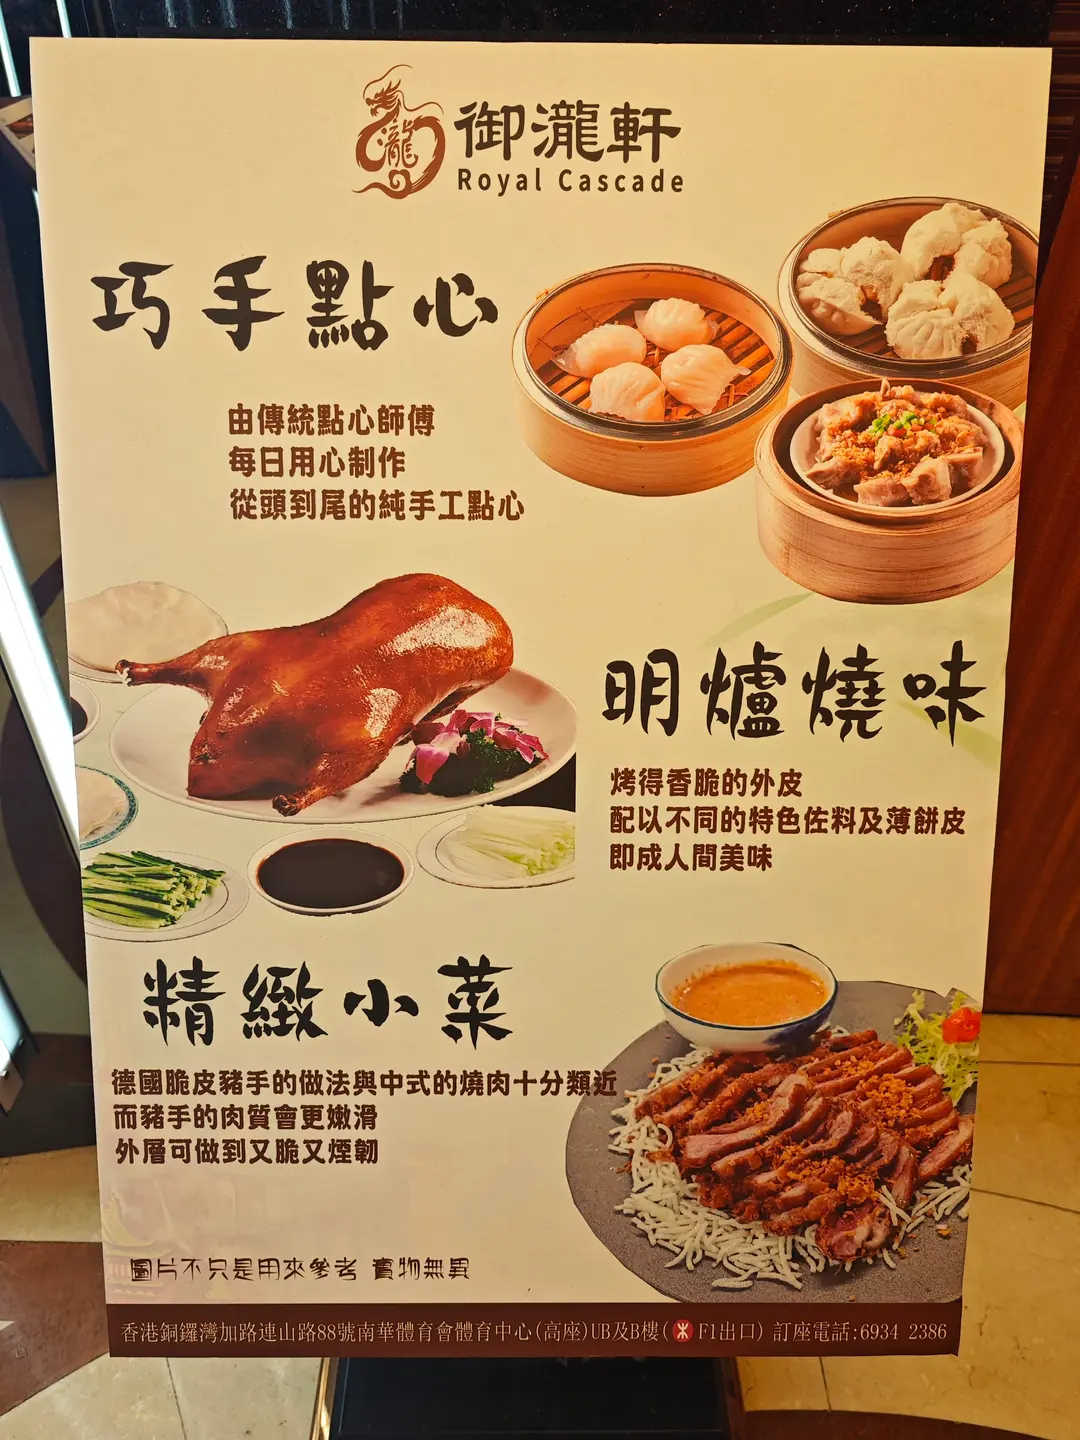 瀧
御瀧軒
Royal Cascade
巧手點心
由傳統點心師傅
每日用心制作
從頭到尾的純手工點心
明爐燒味
烤得香脆的外皮
配以不同的特色佐料及薄餅皮
即成人間美味
精緻小菜
德國脆皮豬手的做法與中式的燒肉十分類近
而豬手的肉質會更嫩滑
外層可做到又脆又煙韌
圖片不只是用來參考 實物無異
香港銅鑼灣加路連山路88號南華體育會體育中心(高座)UB及B樓(F1出口) 訂座電話:6934 2386